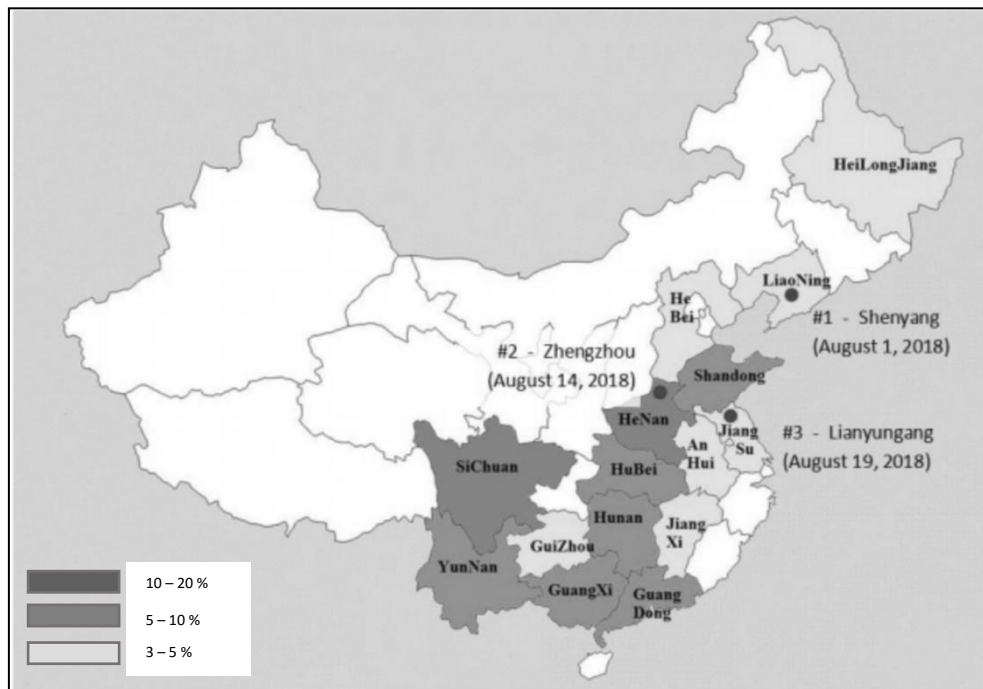 HeiLongJiang
LiaoNing
He
Bei
#1 - Shenyang
(August 1, 2018)
#2 - Zhengzhou
(August 14, 2018)
Shandong
HeNan
Jiang
Su
#3 - Lianyungang
(August 19, 2018)
An
Hui
SiChuan
HuBei
Hunan
Jiang
Xi
GuiZhou
YunNan
GuangXi
Guang
Dong
10 – 20 %
5 – 10 %
3 – 5 %